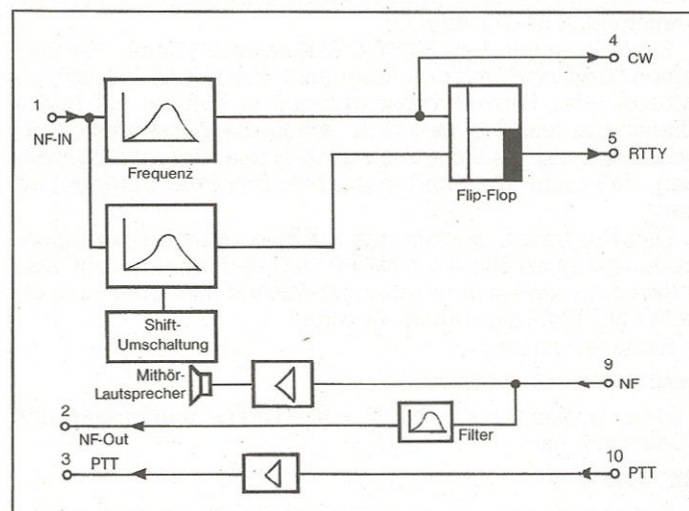 4
CW
1
NF-IN
Frequenz
5
RTTY
Flip-Flop
Shift-
Umschaltung
Mithör-
Lautsprecher
9
NF
2
NF-Out
Filter
3
PTT
10
PTT